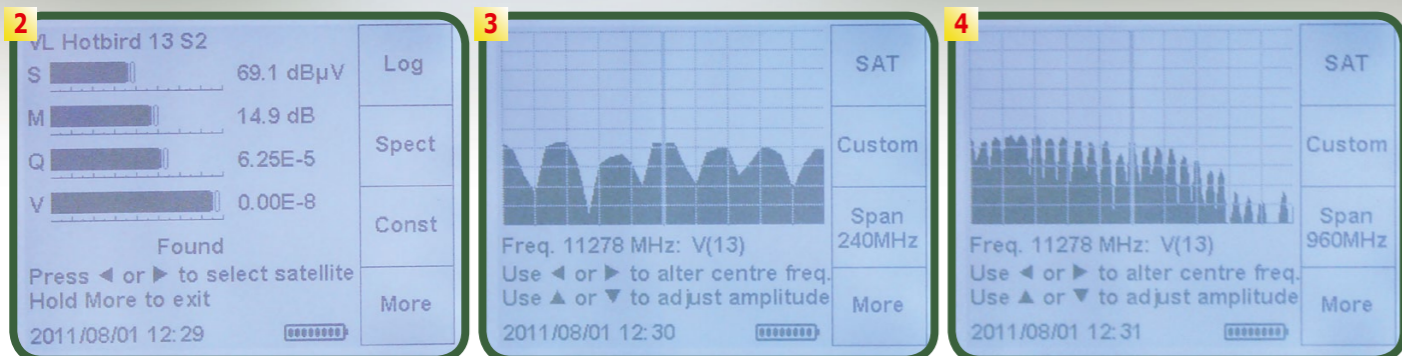 2
VL Hotbird 13 S2
S 69.1 dBµV
M 14.9 dB
Q 6.25E-5
V 0.00E-8
Found
Press ◄ or ► to select satellite
Hold More to exit
2011/08/01 12:29
Log
Spect
Const
More
3
Freq. 11278 MHz: V(13)
Use ◄ or ► to alter centre freq.
Use ▲ or ▼ to adjust amplitude
2011/08/01 12:30
SAT
Custom
Span
240MHz
More
4
Freq. 11278 MHz: V(13)
Use ◄ or ► to alter centre freq.
Use ▲ or ▼ to adjust amplitude
2011/08/01 12:31
SAT
Custom
Span
960MHz
More